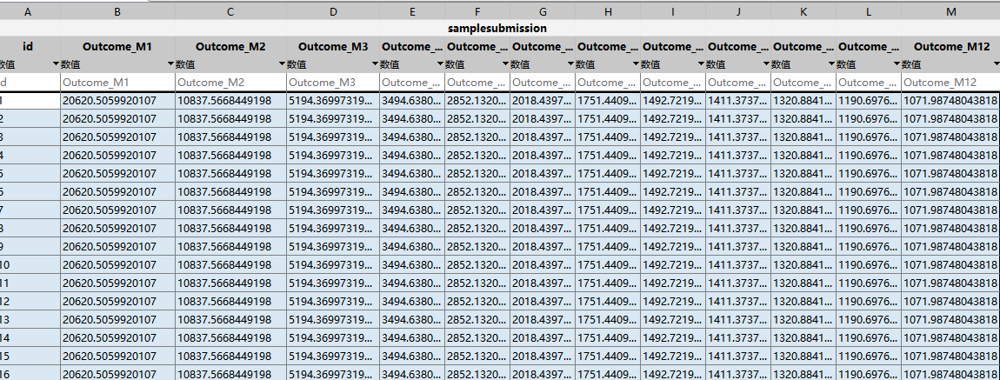 A B C D E F G H I J K L M
samplesubmission
id Outcome_M1 Outcome_M2 Outcome_M3 Outcome_... Outcome_... Outcome_... Outcome_... Outcome_... Outcome_... Outcome_... Outcome_... Outcome_M12
数值 数值 数值 数值 数值 数值 数值 数值 数值 数值 数值 数值 数值
id Outcome_M1 Outcome_M2 Outcome_M3 Outcome_... Outcome_... Outcome_... Outcome_... Outcome_... Outcome_... Outcome_... Outcome_... Outcome_M12
1 20620.5059920107 10837.5668449198 5194.36997319... 3494.6380... 2852.1320... 2018.4397... 1751.4409... 1492.7219... 1411.3737... 1320.8841... 1190.6976... 1071.98748043818
2 20620.5059920107 10837.5668449198 5194.36997319... 3494.6380... 2852.1320... 2018.4397... 1751.4409... 1492.7219... 1411.3737... 1320.8841... 1190.6976... 1071.98748043818
3 20620.5059920107 10837.5668449198 5194.36997319... 3494.6380... 2852.1320... 2018.4397... 1751.4409... 1492.7219... 1411.3737... 1320.8841... 1190.6976... 1071.98748043818
4 20620.5059920107 10837.5668449198 5194.36997319... 3494.6380... 2852.1320... 2018.4397... 1751.4409... 1492.7219... 1411.3737... 1320.8841... 1190.6976... 1071.98748043818
5 20620.5059920107 10837.5668449198 5194.36997319... 3494.6380... 2852.1320... 2018.4397... 1751.4409... 1492.7219... 1411.3737... 1320.8841... 1190.6976... 1071.98748043818
6 20620.5059920107 10837.5668449198 5194.36997319... 3494.6380... 2852.1320... 2018.4397... 1751.4409... 1492.7219... 1411.3737... 1320.8841... 1190.6976... 1071.98748043818
7 20620.5059920107 10837.5668449198 5194.36997319... 3494.6380... 2852.1320... 2018.4397... 1751.4409... 1492.7219... 1411.3737... 1320.8841... 1190.6976... 1071.98748043818
8 20620.5059920107 10837.5668449198 5194.36997319... 3494.6380... 2852.1320... 2018.4397... 1751.4409... 1492.7219... 1411.3737... 1320.8841... 1190.6976... 1071.98748043818
9 20620.5059920107 10837.5668449198 5194.36997319... 3494.6380... 2852.1320... 2018.4397... 1751.4409... 1492.7219... 1411.3737... 1320.8841... 1190.6976... 1071.98748043818
10 20620.5059920107 10837.5668449198 5194.36997319... 3494.6380... 2852.1320... 2018.4397... 1751.4409... 1492.7219... 1411.3737... 1320.8841... 1190.6976... 1071.98748043818
11 20620.5059920107 10837.5668449198 5194.36997319... 3494.6380... 2852.1320... 2018.4397... 1751.4409... 1492.7219... 1411.3737... 1320.8841... 1190.6976... 1071.98748043818
12 20620.5059920107 10837.5668449198 5194.36997319... 3494.6380... 2852.1320... 2018.4397... 1751.4409... 1492.7219... 1411.3737... 1320.8841... 1190.6976... 1071.98748043818
13 20620.5059920107 10837.5668449198 5194.36997319... 3494.6380... 2852.1320... 2018.4397... 1751.4409... 1492.7219... 1411.3737... 1320.8841... 1190.6976... 1071.98748043818
14 20620.5059920107 10837.5668449198 5194.36997319... 3494.6380... 2852.1320... 2018.4397... 1751.4409... 1492.7219... 1411.3737... 1320.8841... 1190.6976... 1071.98748043818
15 20620.5059920107 10837.5668449198 5194.36997319... 3494.6380... 2852.1320... 2018.4397... 1751.4409... 1492.7219... 1411.3737... 1320.8841... 1190.6976... 1071.98748043818
16 20620.5059920107 10837.5668449198 5194.36997319... 3494.6380... 2852.1320... 2018.4397... 1751.4409... 1492.7219... 1411.3737... 1320.8841... 1190.6976... 1071.98748043818